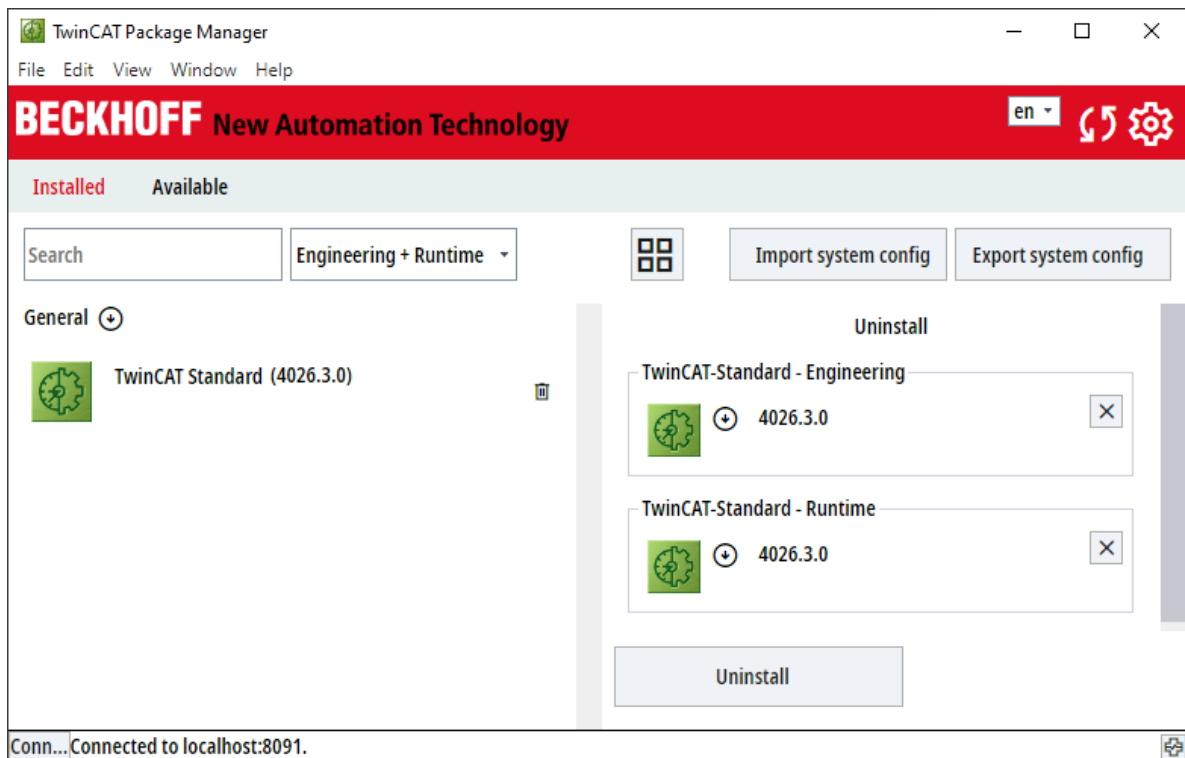 TwinCAT Package Manager
File Edit View Window Help
BECKHOFF New Automation Technology
en
Installed Available
Search
Engineering + Runtime
Import system config
Export system config
General
Uninstall
TwinCAT Standard (4026.3.0)
TwinCAT-Standard - Engineering
4026.3.0
TwinCAT-Standard - Runtime
4026.3.0
Uninstall
Conn... Connected to localhost:8091.